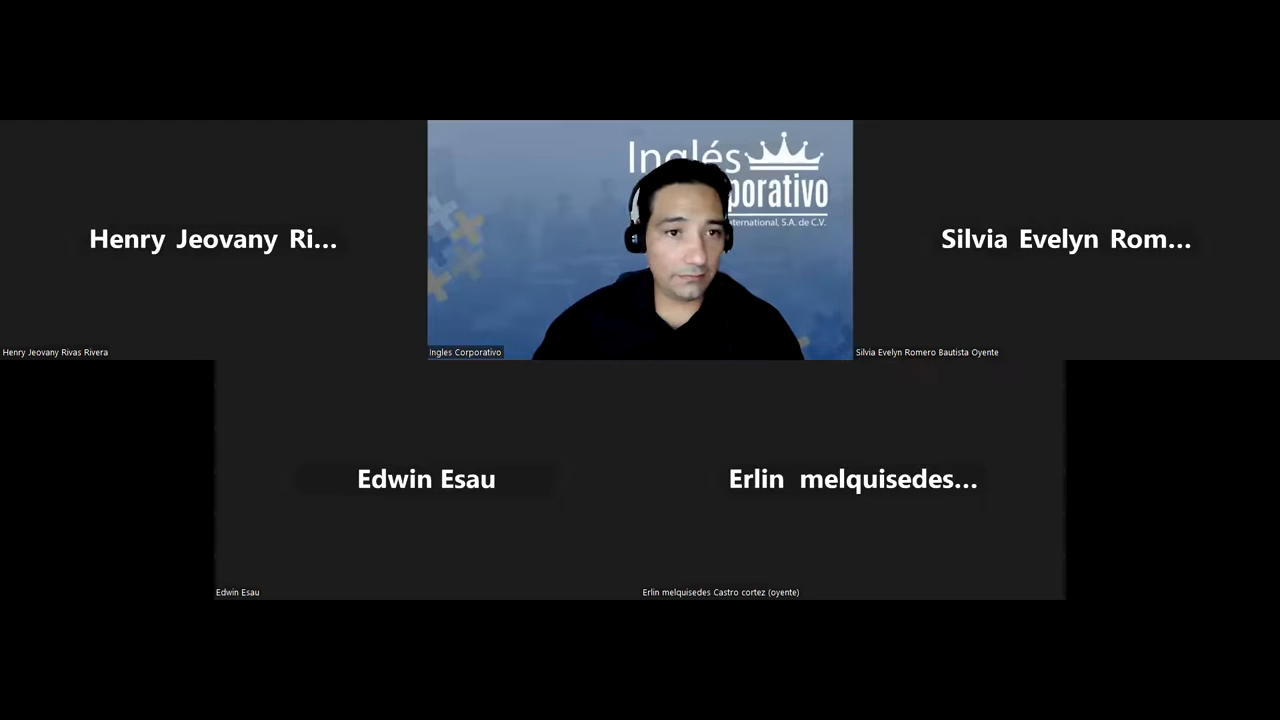 Inglés
porativo
nternational, S.A. de C.V.
Henry Jeovany Ri...
Silvia Evelyn Rom...
Henry Jeovany Rivas Rivera
Ingles Corporativo
Silvia Evelyn Romero Bautista Oyente
Edwin Esau
Erlin melquisedes...
Edwin Esau
Erlin melquisedes Castro cortez (oyente)